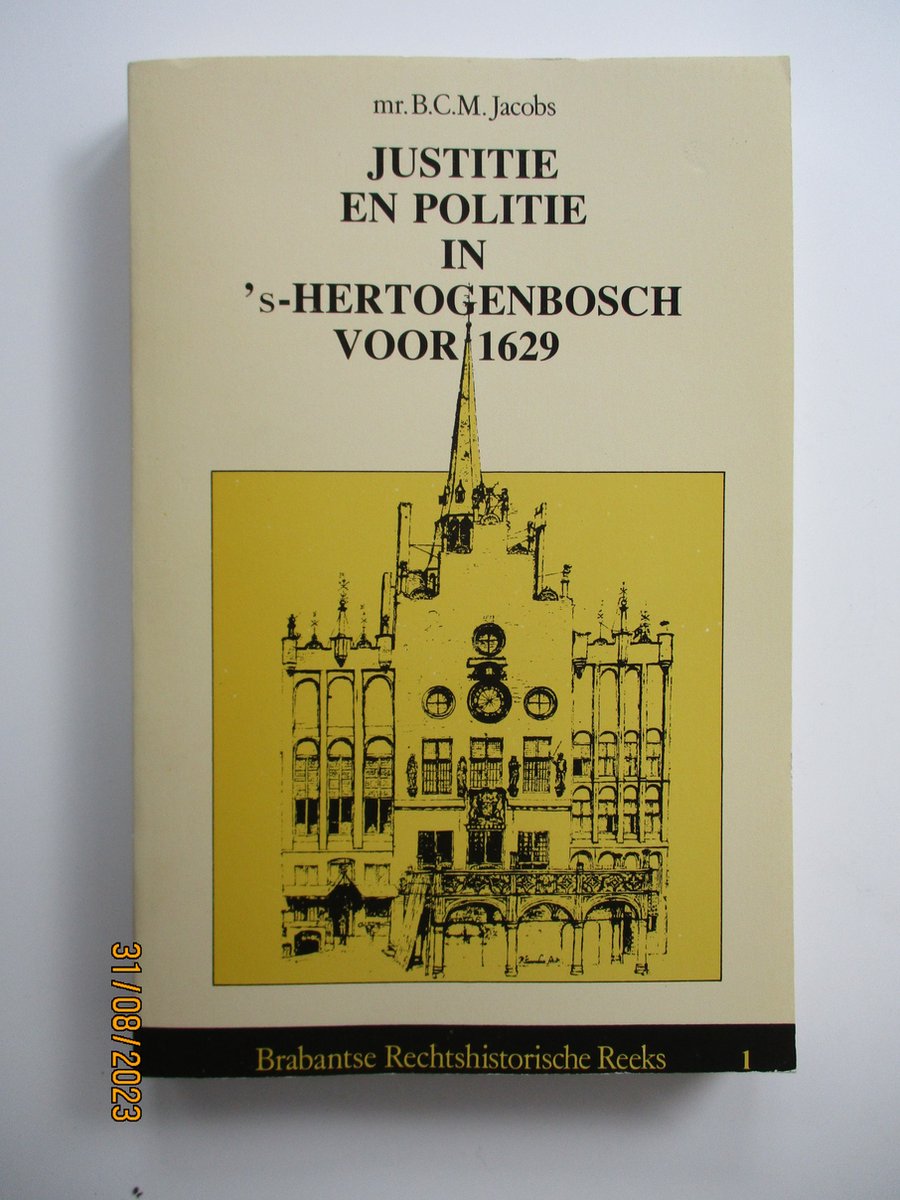 mr. B.C.M. Jacobs
JUSTITIE
EN POLITIE
IN
's-HERTOGENBOSCH
VOOR 1629
Brabantse Rechtshistorische Reeks 1
31/08/2023